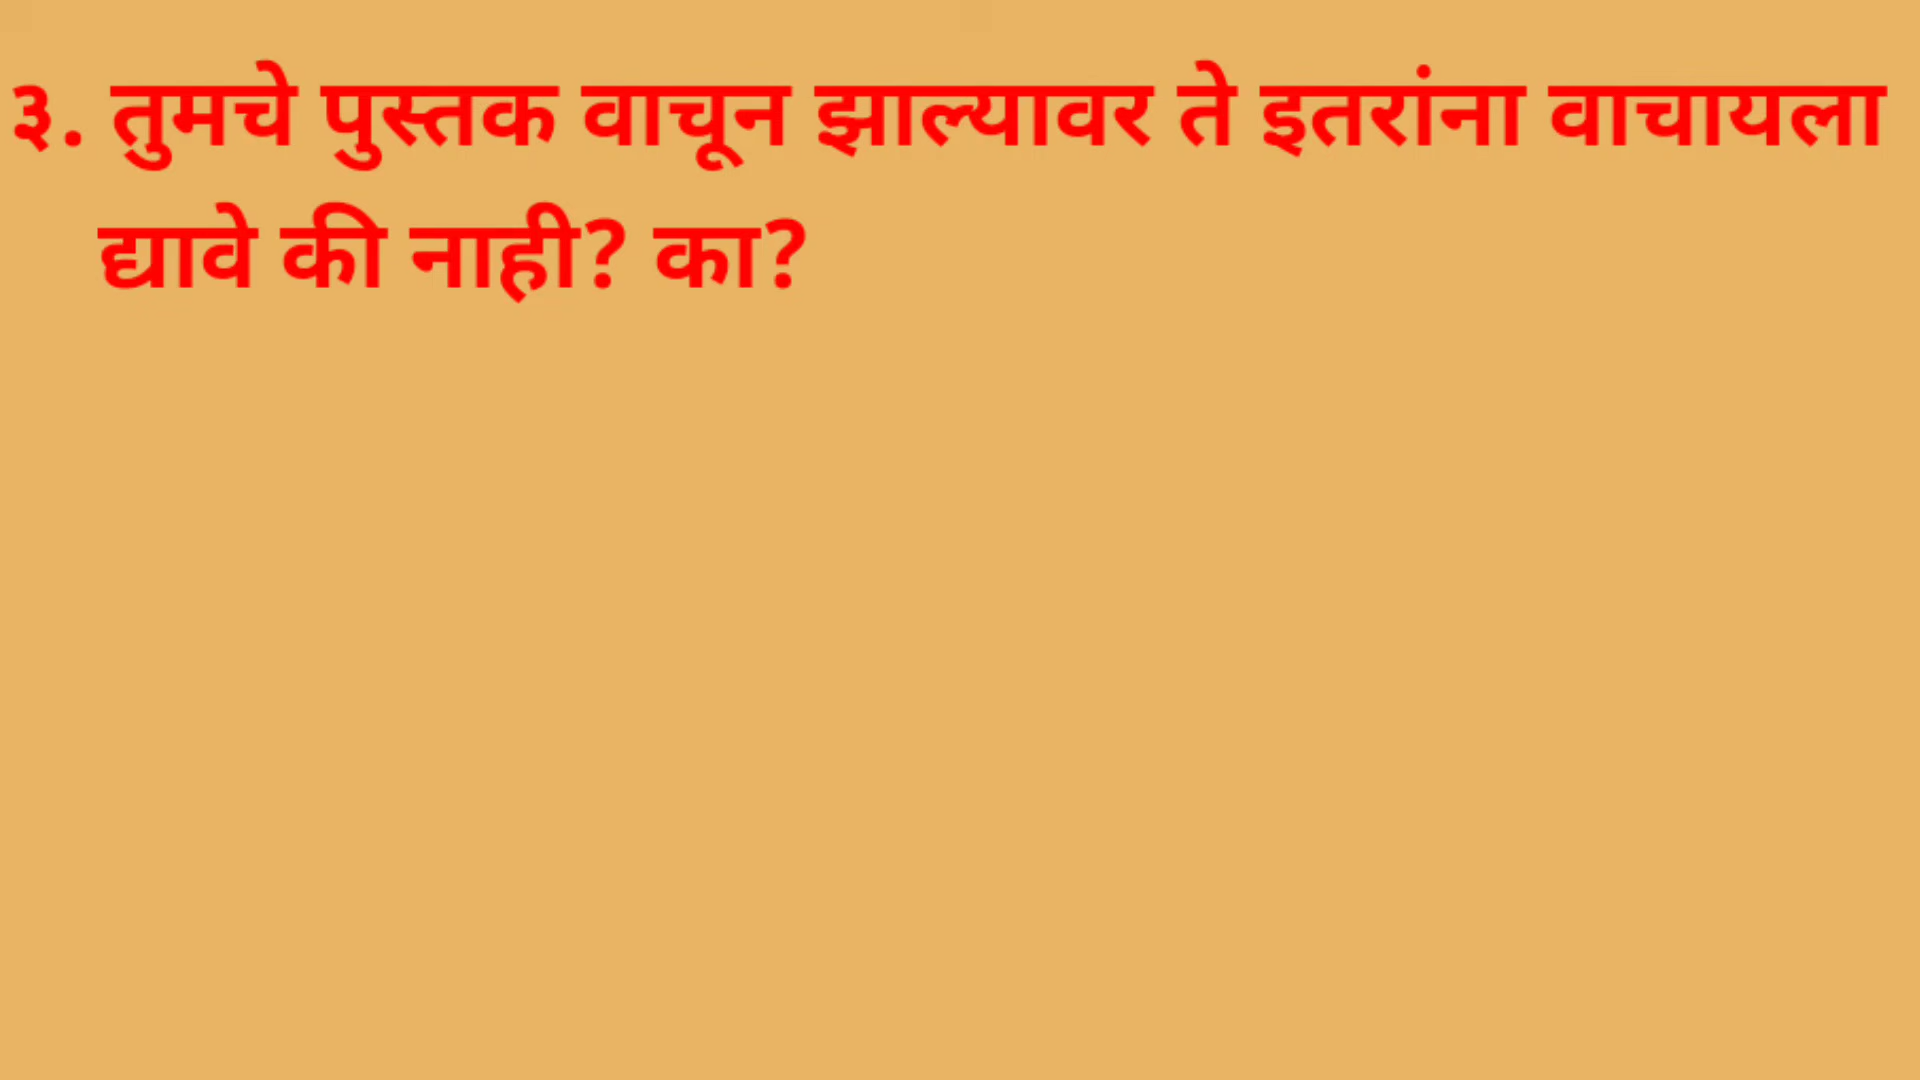 ३. तुमचे पुस्तक वाचून झाल्यावर ते इतरांना वाचायला
द्यावे की नाही? का?